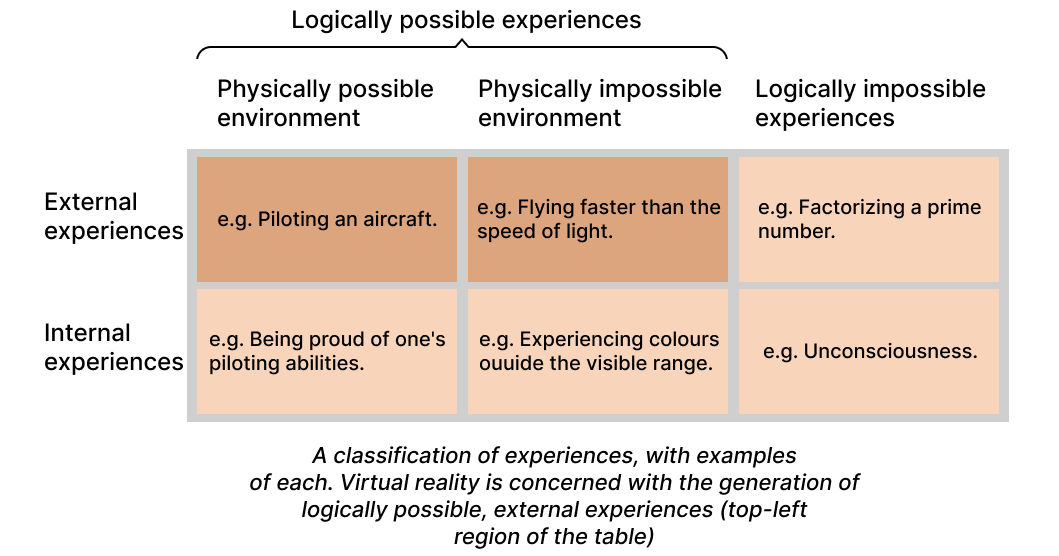 Logically possible experiences
Physically possible
environment
Physically impossible
environment
Logically impossible
experiences
External
experiences
e.g. Piloting an aircraft.
e.g. Flying faster than the
speed of light.
e.g. Factorizing a prime
number.
Internal
experiences
e.g. Being proud of one's
piloting abilities.
e.g. Experiencing colours
ouuide the visible range.
e.g. Unconsciousness.
A classification of experiences, with examples
of each. Virtual reality is concerned with the generation of
logically possible, external experiences (top-left
region of the table)